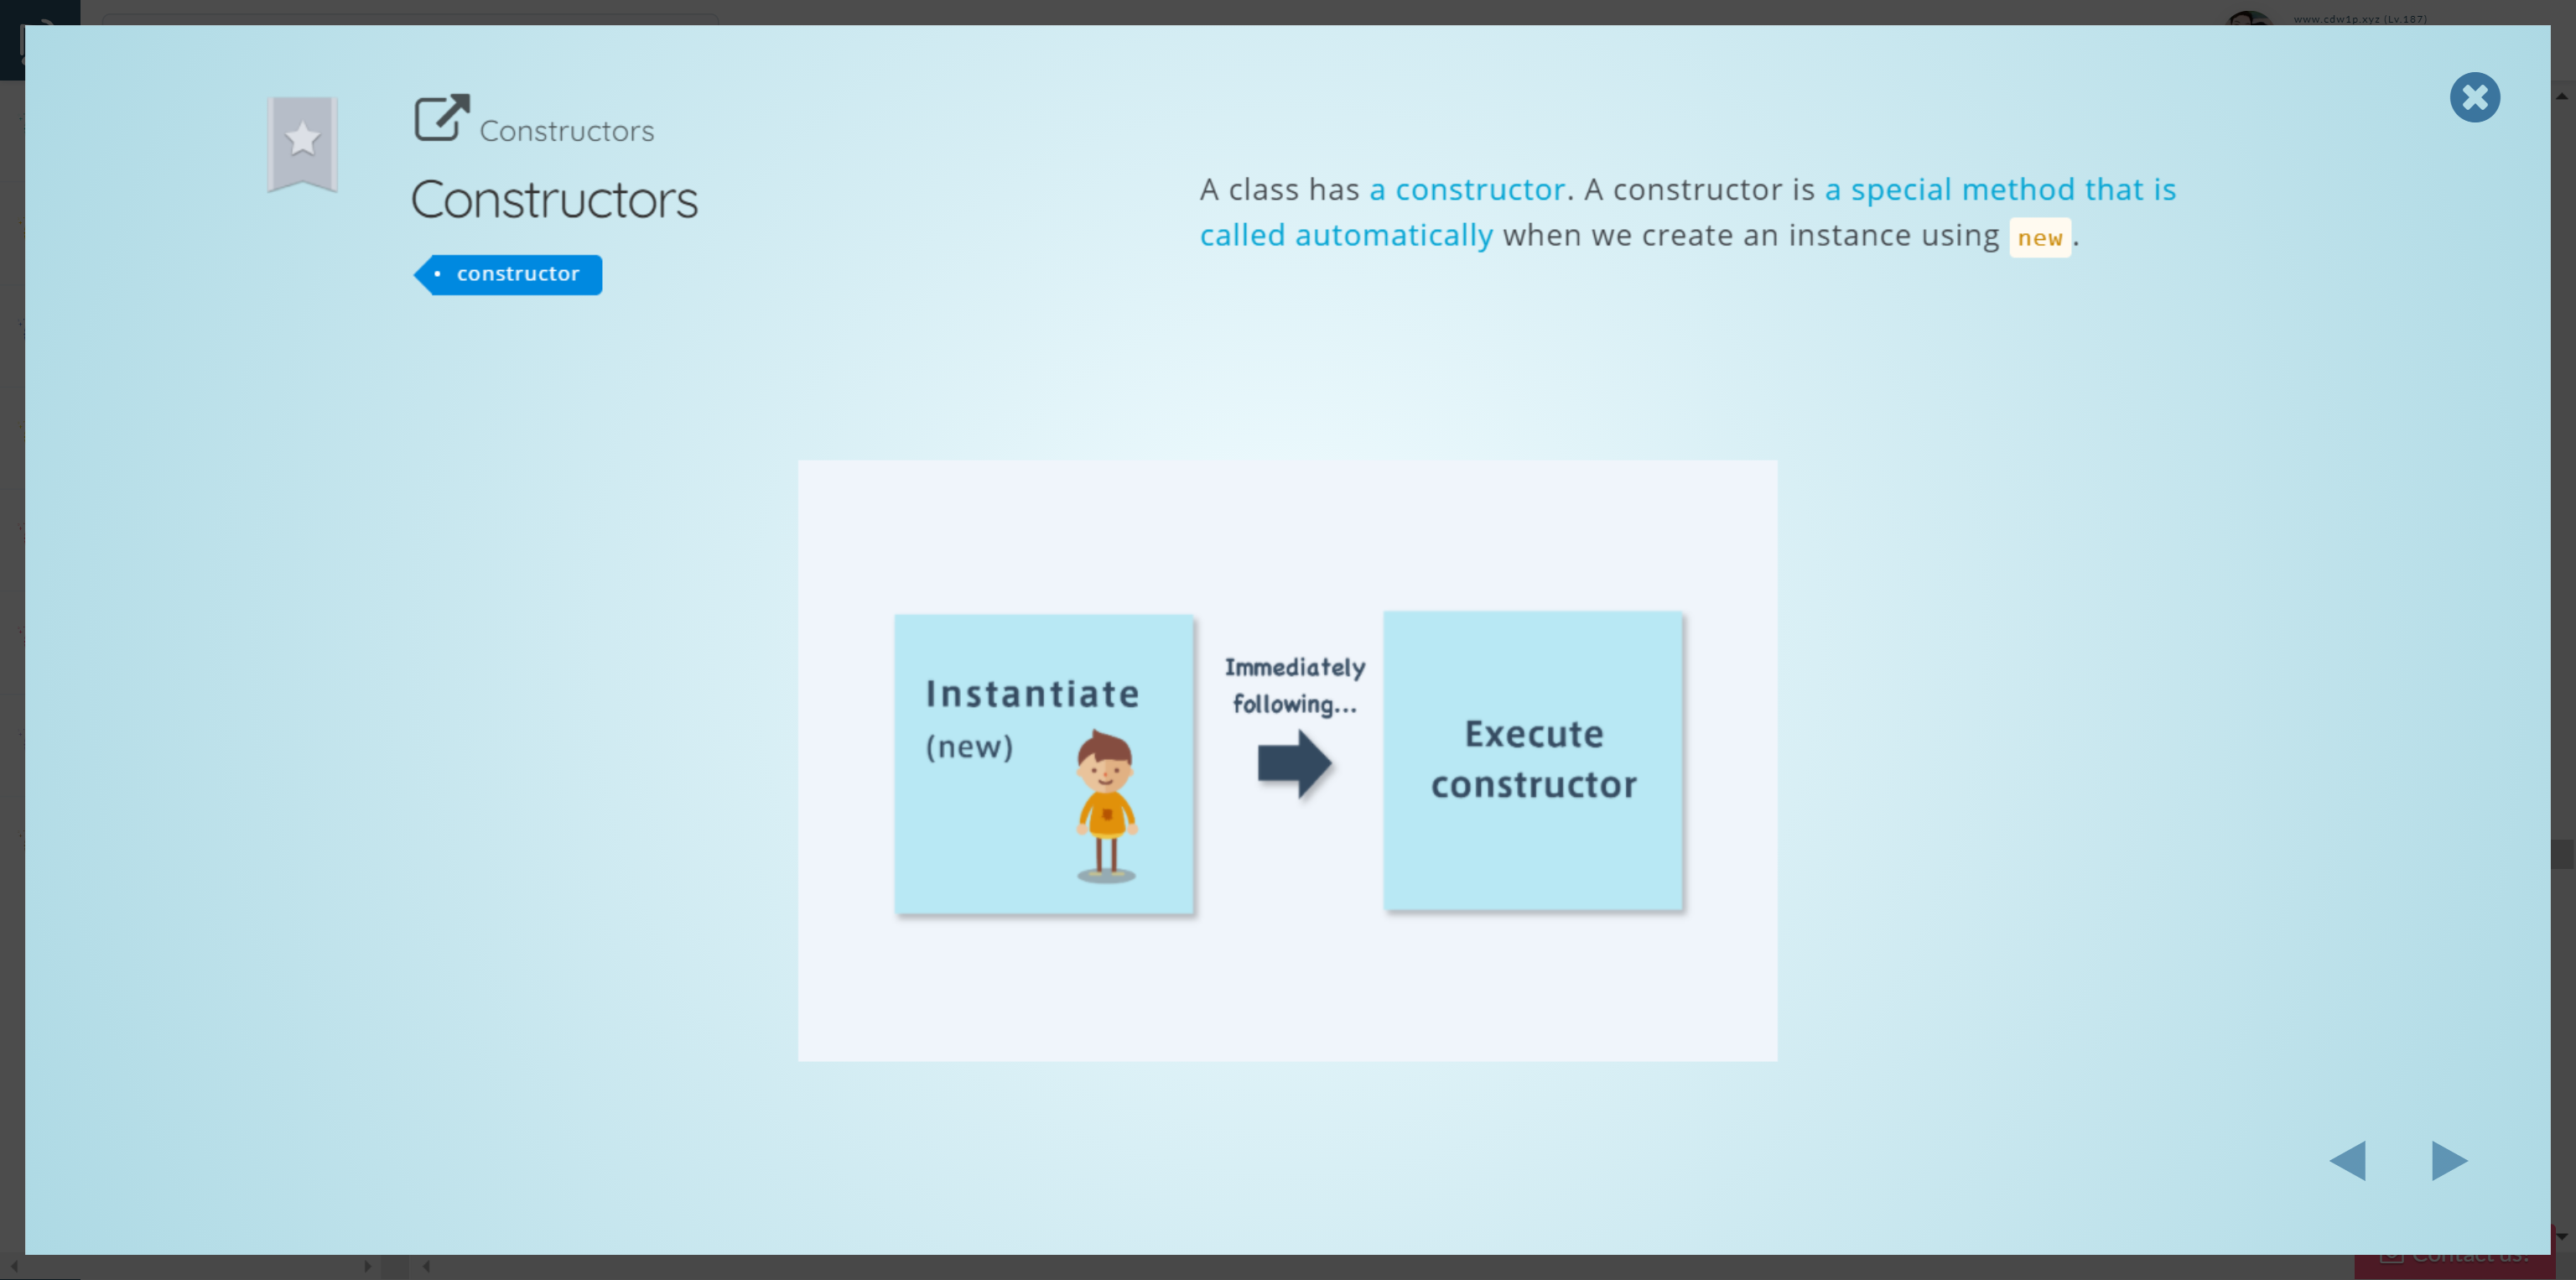 www.cdw1p.xyz (Lv.187)
Constructors
Constructors
constructor
A class has a constructor. A constructor is a special method that is
called automatically when we create an instance using new.
Instantiate
(new)
Immediately
following...
Execute
constructor
Contact us!